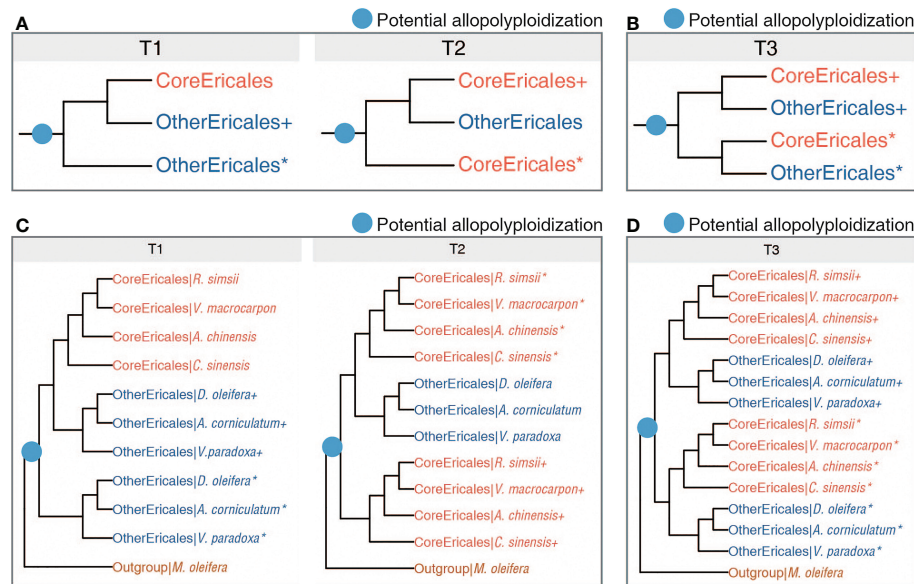 A
Potential allopolyploidization
T1
T2
CoreEricales
OtherEricales+
OtherEricales*
CoreEricales+
OtherEricales
CoreEricales*
B
Potential allopolyploidization
T3
CoreEricales+
OtherEricales+
CoreEricales*
OtherEricales*
C
Potential allopolyploidization
T1
CoreEricales|R. simsii
CoreEricales|V. macrocarpon
CoreEricales|A. chinensis
CoreEricales|C. sinensis
OtherEricales|D. oleifera+
OtherEricales|A. corniculatum+
OtherEricales|V.paradoxa+
OtherEricales|D. oleifera*
OtherEricales|A. corniculatum*
OtherEricales|V. paradoxa*
Outgroup|M. oleifera
T2
CoreEricales|R. simsii*
CoreEricales|V. macrocarpon*
CoreEricales|A. chinensis*
CoreEricales|C. sinensis*
OtherEricales|D. oleifera
OtherEricales|A. corniculatum
OtherEricales|V. paradoxa
CoreEricales|R. simsii+
CoreEricales|V. macrocarpon+
CoreEricales|A. chinensis+
CoreEricales|C. sinensis+
Outgroup|M. oleifera
D
Potential allopolyploidization
T3
CoreEricales|R. simsii+
CoreEricales|V. macrocarpon+
CoreEricales|A. chinensis+
CoreEricales|C. sinensis+
OtherEricales|D. oleifera+
OtherEricales|A. corniculatum+
OtherEricales|V. paradoxa+
CoreEricales|R. simsii*
CoreEricales|V. macrocarpon*
CoreEricales|A. chinensis*
CoreEricales|C. sinensis*
OtherEricales|D. oleifera*
OtherEricales|A. corniculatum*
OtherEricales|V. paradoxa*
Outgroup|M. oleifera